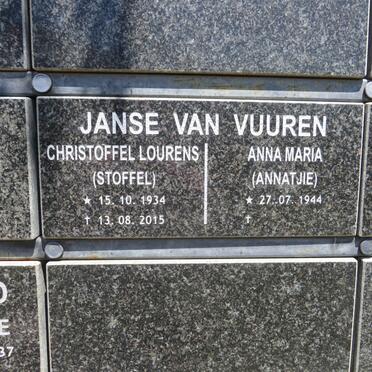 JANSE VAN VUUREN
CHRISTOFFEL LOURENS
(STOFFEL)
★ 15. 10. 1934
† 13. 08. 2015
ANNA MARIA
(ANNATJIE)
★ 27. 07. 1944
†